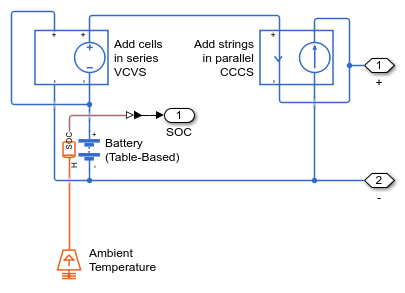 +
+
+
-
-
-
Add cells
in series
VCVS
Add strings
in parallel
CCCS
+
-
1
+
1
SOC
SOC
H
+
-
Battery
(Table-Based)
2
-
Ambient
Temperature